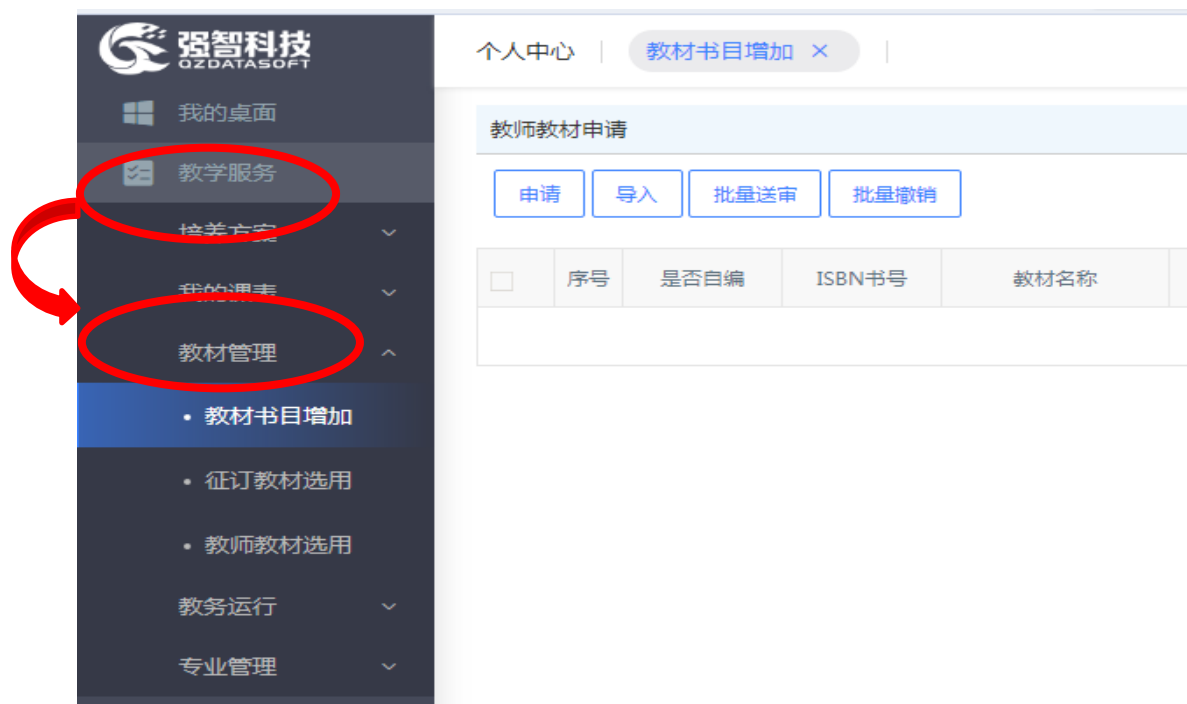 强智科技
QZDATASOFT
个人中心
教材书目增加 ×
我的桌面
教学服务
培养方案
我的课表
教材管理
• 教材书目增加
• 征订教材选用
• 教师教材选用
教务运行
专业管理
教师教材申请
申请 导入 批量送审 批量撤销
序号 是否自编 ISBN书号 教材名称